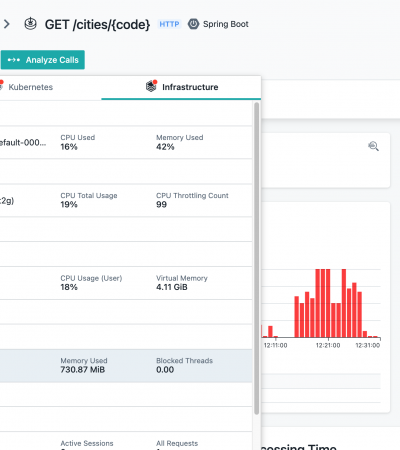 GET /cities/{code} HTTP Spring Boot
Analyze Calls
Kubernetes Infrastructure
CPU Used Memory Used
efault-000... 16% 42%
CPU Total Usage CPU Throttling Count
t2g) 19% 99
CPU Usage (User) Virtual Memory
18% 4.11 GiB
12:11:00 12:21:00 12:31:00
Memory Used Blocked Threads
730.87 MiB 0.00
Active Sessions All Requests
Processing Time